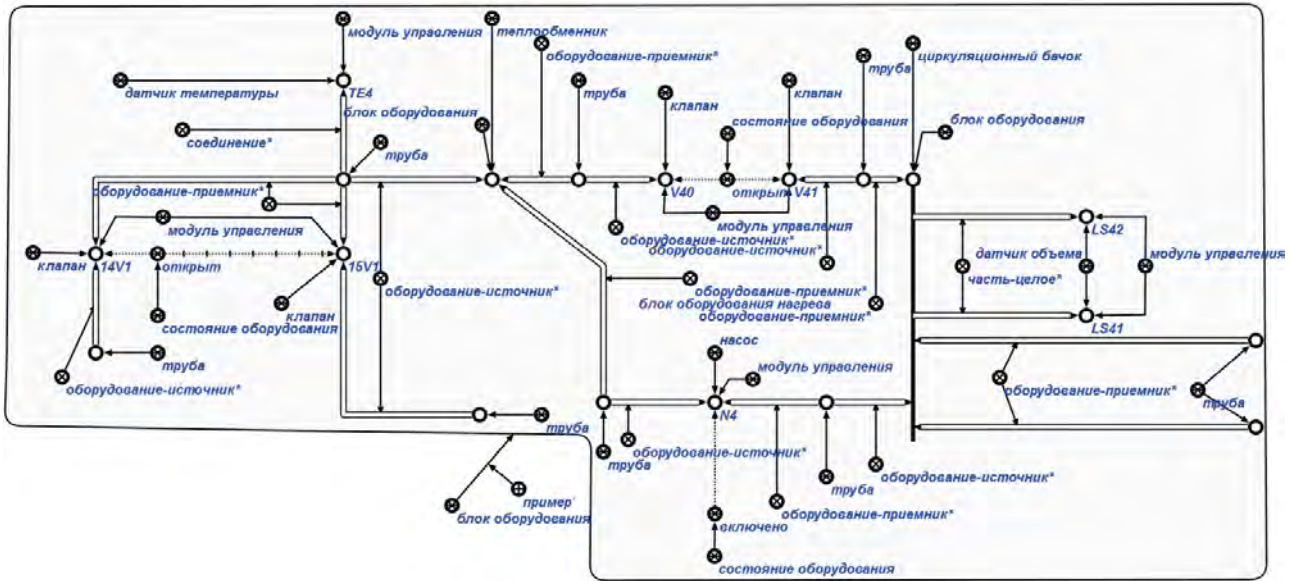 модуль управления
теплообменник
оборудование-приемник*
циркуляционный бачок
труба
датчик температуры
TE4
труба
клапан
клапан
блок оборудования
состояние оборудования
блок оборудования
соединение*
труба
оборудование-приемник*
V40
открыт
V41
модуль управления
модуль управления
оборудование-источник*
оборудование-источник*
LS42
клапан
14V1
открыт
15V1
датчик объема
модуль управления
часть-целое*
оборудование-источник*
оборудование-приемник*
блок оборудования нагрева
оборудование-приемник*
клапан
состояние оборудования
LS41
насос
труба
модуль управления
оборудование-источник*
оборудование-приемник*
труба
N4
труба
труба
оборудование-источник*
оборудование-источник*
труба
пример
блок оборудования
оборудование-приемник*
включено
состояние оборудования